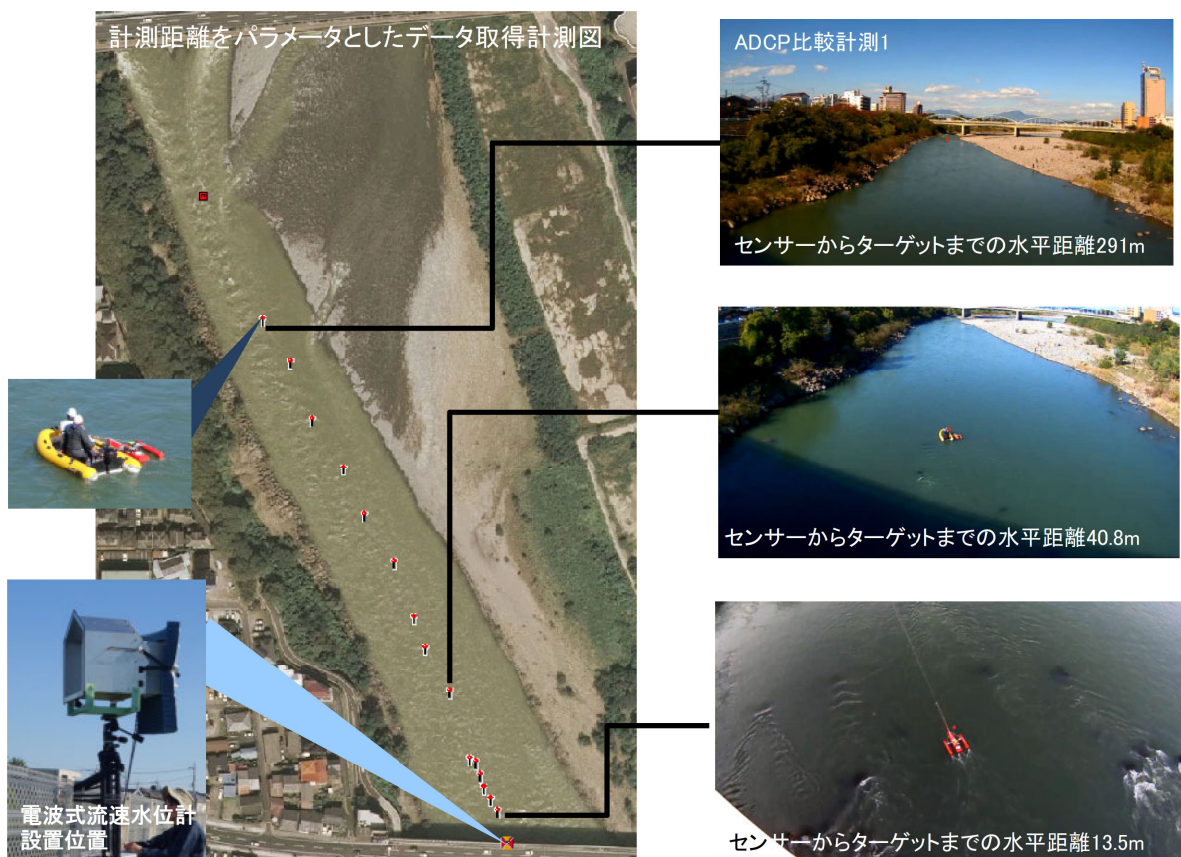 計測距離をパラメータとしたデータ取得計測図
ADCP比較計測1
センサーからターゲットまでの水平距離291m
センサーからターゲットまでの水平距離40.8m
電波式流速水位計
設置位置
センサーからターゲットまでの水平距離13.5m